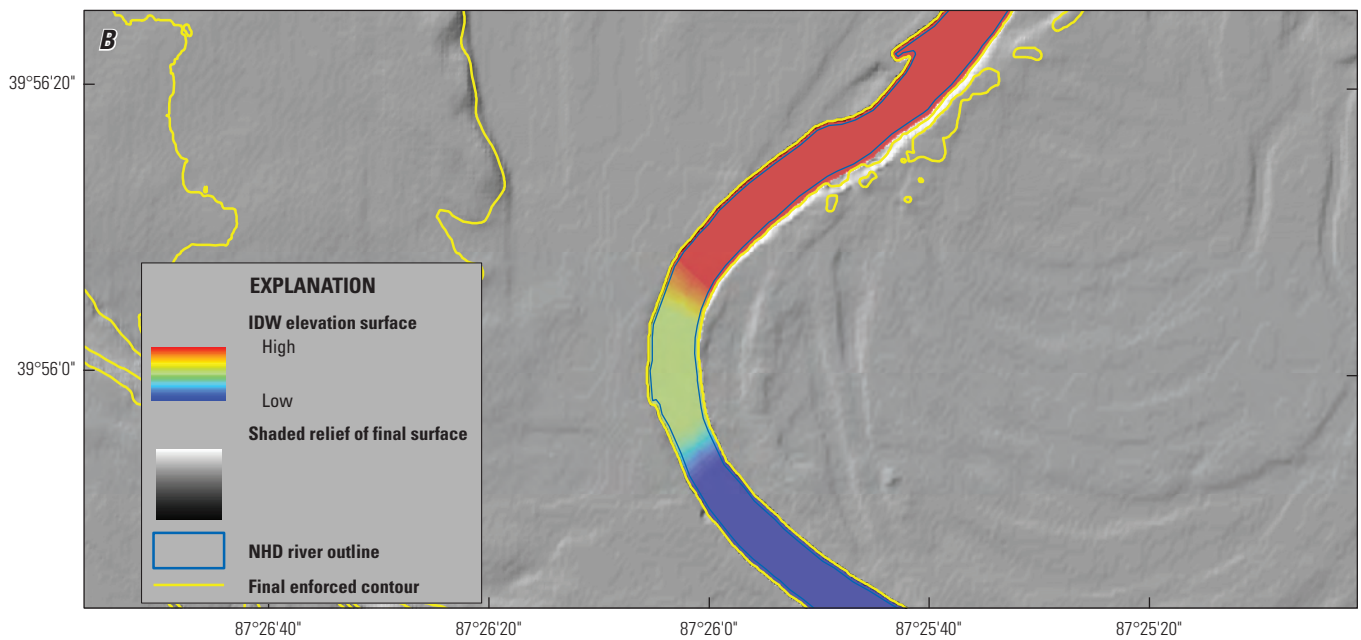 B
39°56'20"
39°56'0"
EXPLANATION
IDW elevation surface
High
Low
Shaded relief of final surface
NHD river outline
Final enforced contour
87°26'40"
87°26'20"
87°26'0"
87°25'40"
87°25'20"